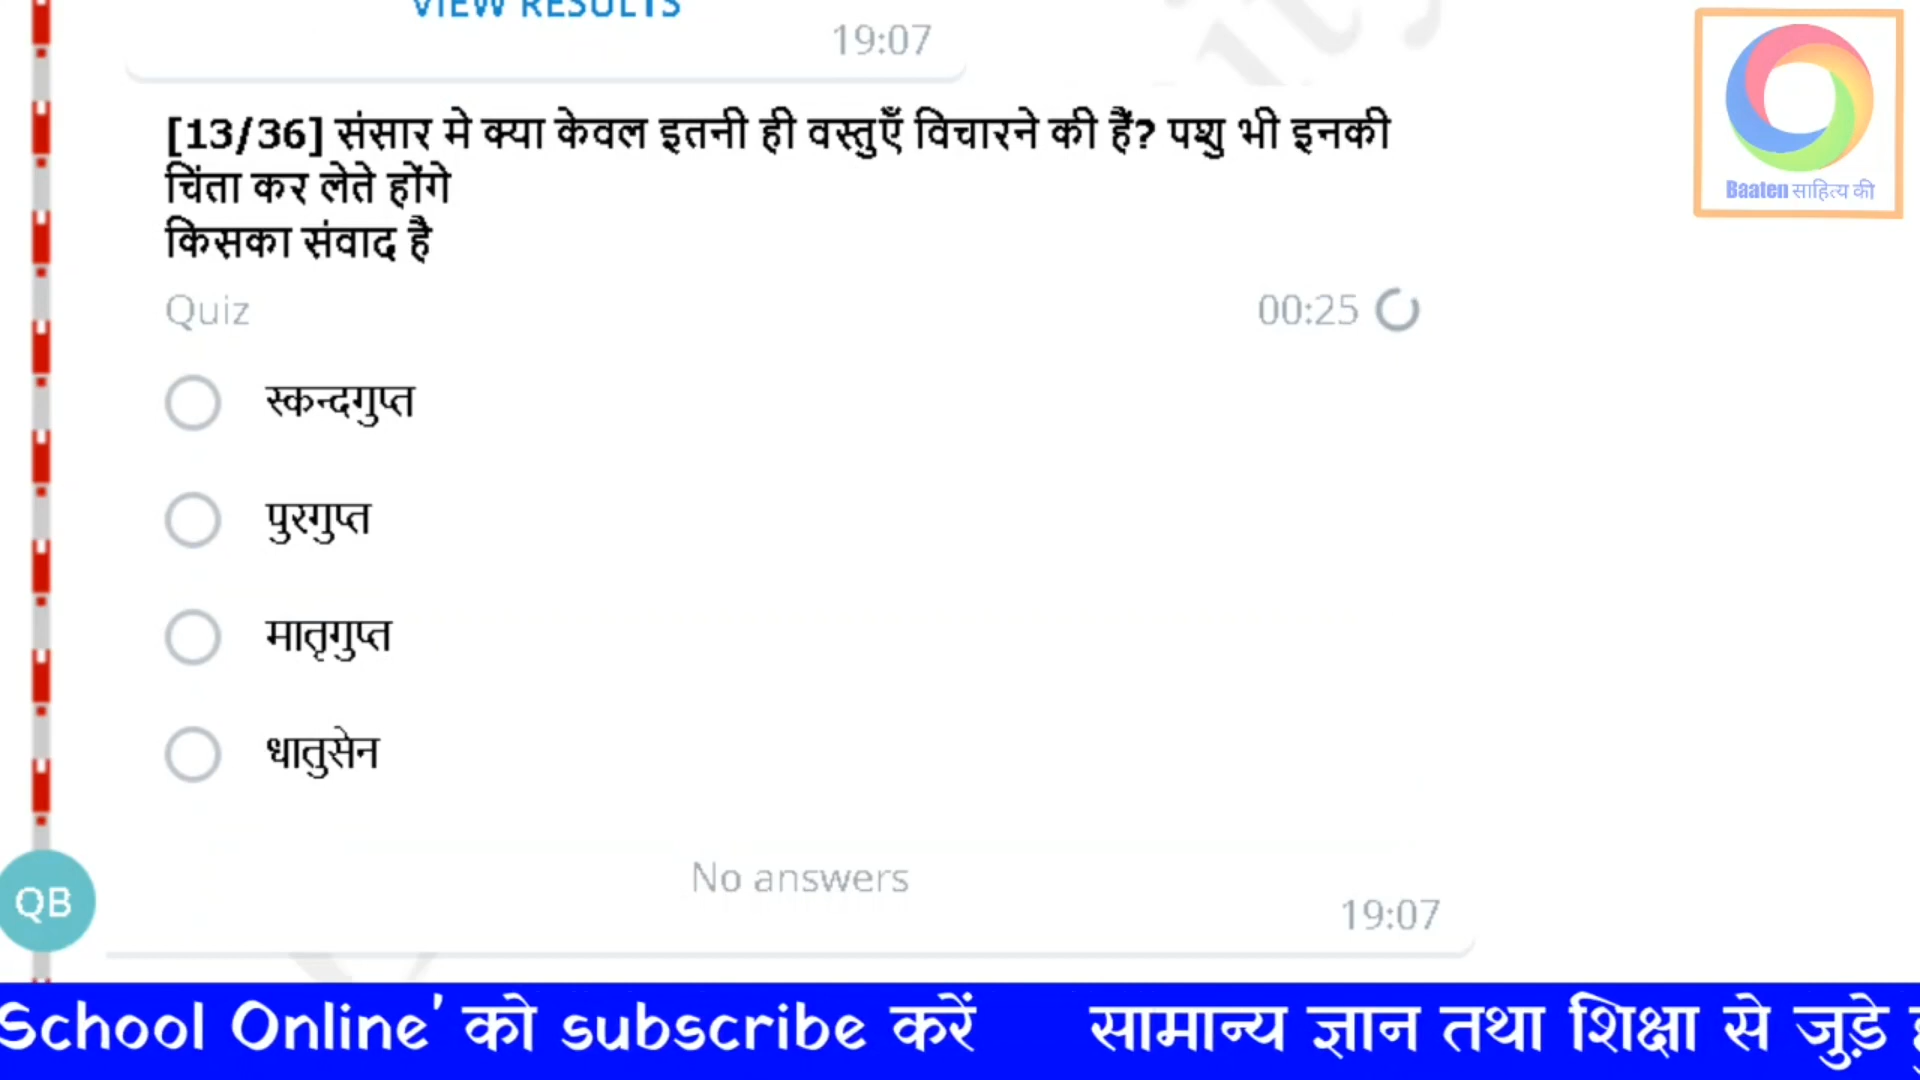 VIEW RESULTS
19:07
[13/36] संसार मे क्या केवल इतनी ही वस्तुएँ विचारने की हैं? पशु भी इनकी
चिंता कर लेते होंगे
किसका संवाद है
Quiz
00:25
स्कन्दगुप्त
पुरगुप्त
मातृगुप्त
धातुसेन
No answers
19:07
QB
Baaten साहित्य की
School Online' को subscribe करें सामान्य ज्ञान तथा शिक्षा से जुड़े